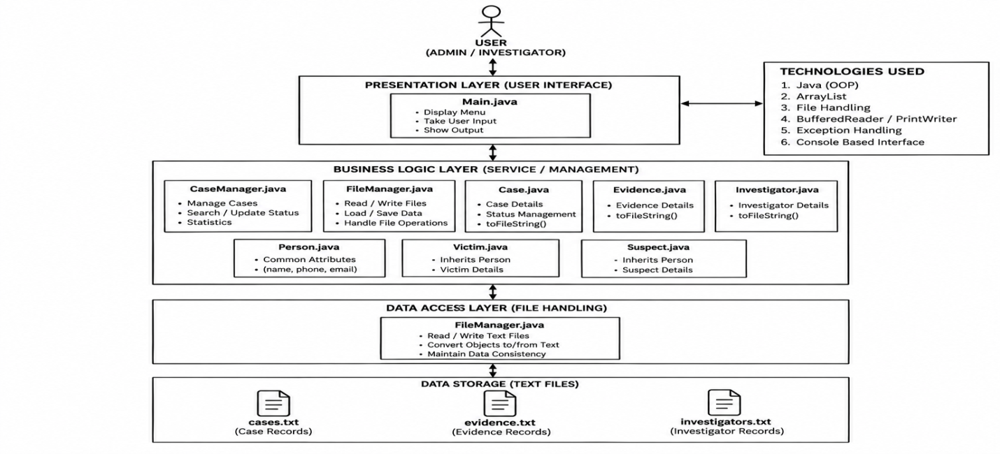 USER
(ADMIN / INVESTIGATOR)
PRESENTATION LAYER (USER INTERFACE)
Main.java
• Display Menu
• Take User Input
• Show Output
TECHNOLOGIES USED
1. Java (OOP)
2. ArrayList
3. File Handling
4. BufferedReader / PrintWriter
5. Exception Handling
6. Console Based Interface
BUSINESS LOGIC LAYER (SERVICE / MANAGEMENT)
CaseManager.java
• Manage Cases
• Search / Update Status
• Statistics
FileManager.java
• Read / Write Files
• Load / Save Data
• Handle File Operations
Case.java
• Case Details
• Status Management
• toFileString()
Evidence.java
• Evidence Details
• toFileString()
Investigator.java
• Investigator Details
• toFileString()
Person.java
• Common Attributes
• (name, phone, email)
Victim.java
• Inherits Person
• Victim Details
Suspect.java
- Inherits Person
• Suspect Details
DATA ACCESS LAYER (FILE HANDLING)
FileManager.java
• Read / Write Text Files
• Convert Objects to/from Text
• Maintain Data Consistency
DATA STORAGE (TEXT FILES)
cases.txt
(Case Records)
evidence.txt
(Evidence Records)
investigators.txt
(Investigator Records)